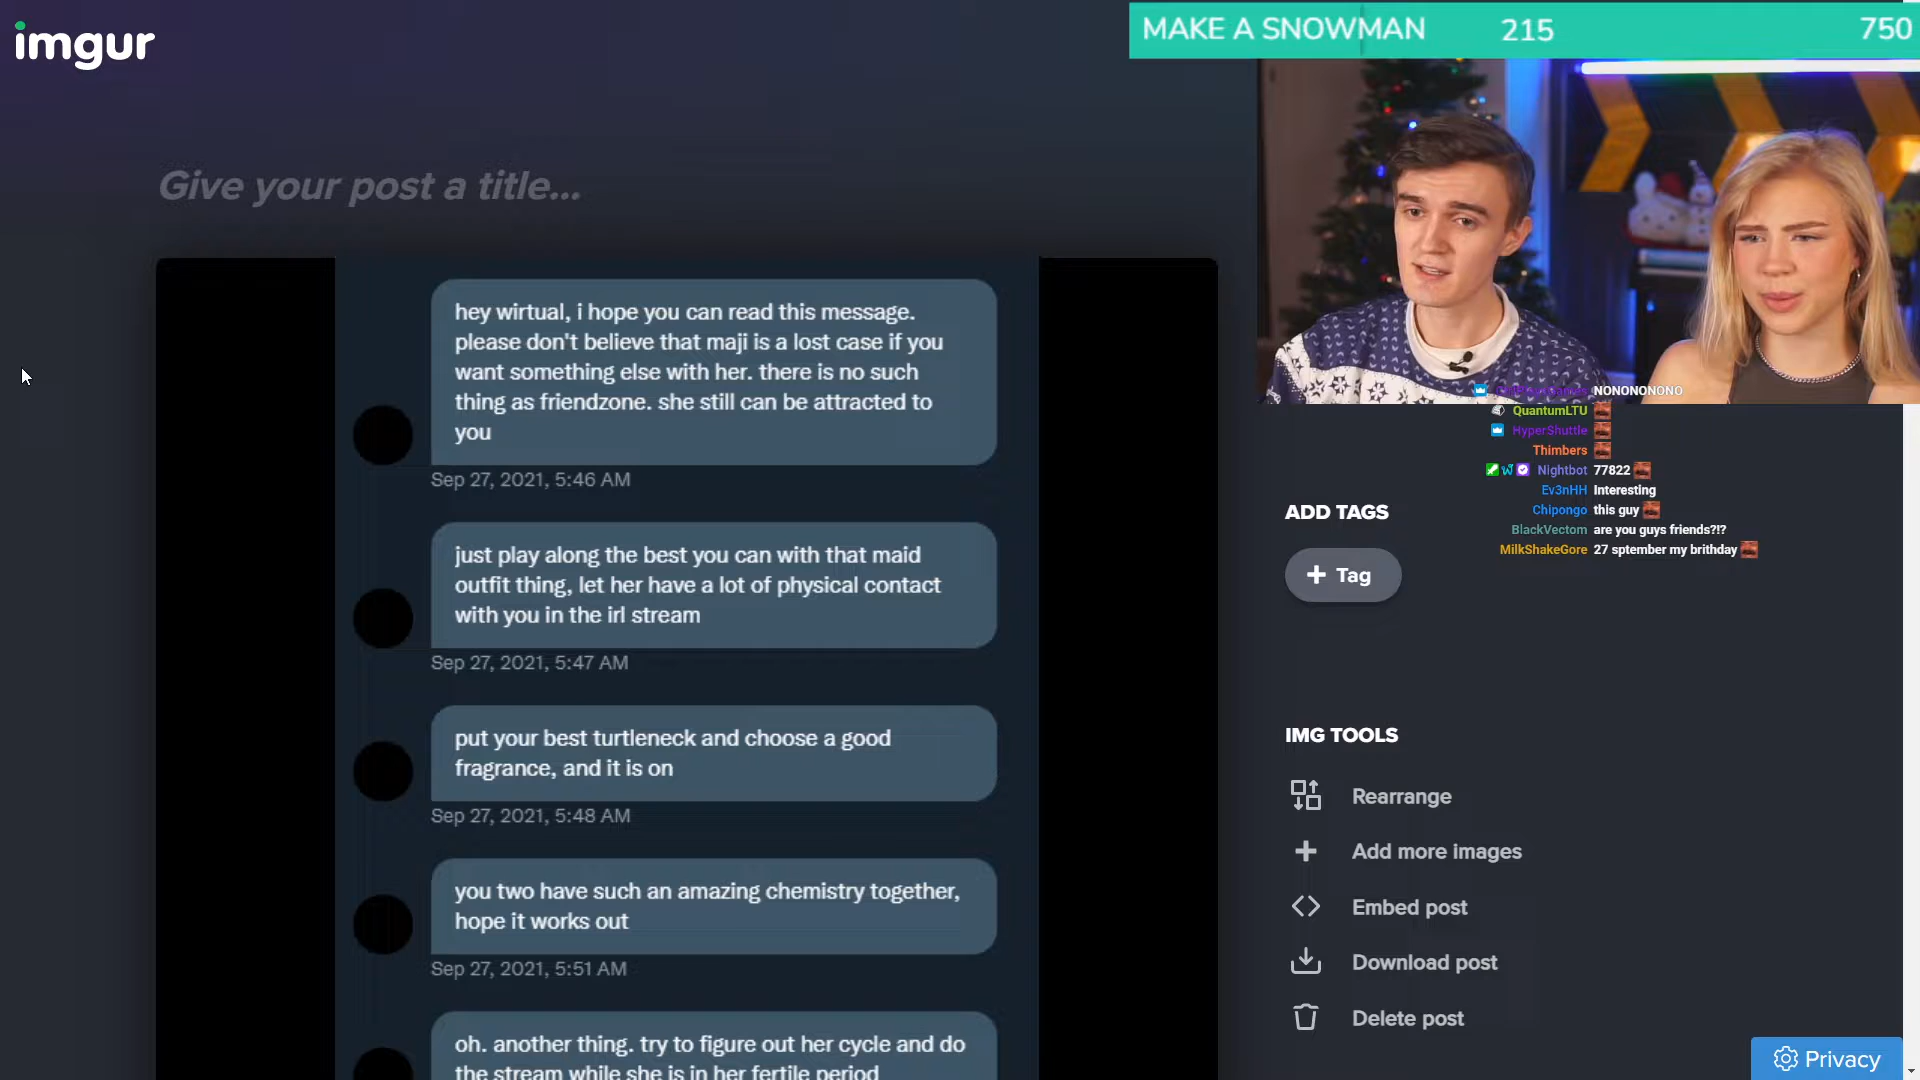 imgur
MAKE A SNOWMAN 215 750
Give your post a title...
hey wirtual, i hope you can read this message.
please don't believe that maji is a lost case if you
want something else with her. there is no such
thing as friendzone. she still can be attracted to
you
Sep 27, 2021, 5:46 AM
just play along the best you can with that maid
outfit thing, let her have a lot of physical contact
with you in the irl stream
Sep 27, 2021, 5:47 AM
put your best turtleneck and choose a good
fragrance, and it is on
Sep 27, 2021, 5:48 AM
you two have such an amazing chemistry together,
hope it works out
Sep 27, 2021, 5:51 AM
oh. another thing. try to figure out her cycle and do
the stream while she is in her fertile period
NONONONONO
QuantumLTU
HyperShuttle
Thimbers
Nightbot 77822
Ev3nHH Interesting
Chipongo this guy
BlackVectom are you guys friends?!?
MilkShakeGore 27 sptember my brithday
ADD TAGS
+ Tag
IMG TOOLS
Rearrange
Add more images
Embed post
Download post
Delete post
Privacy